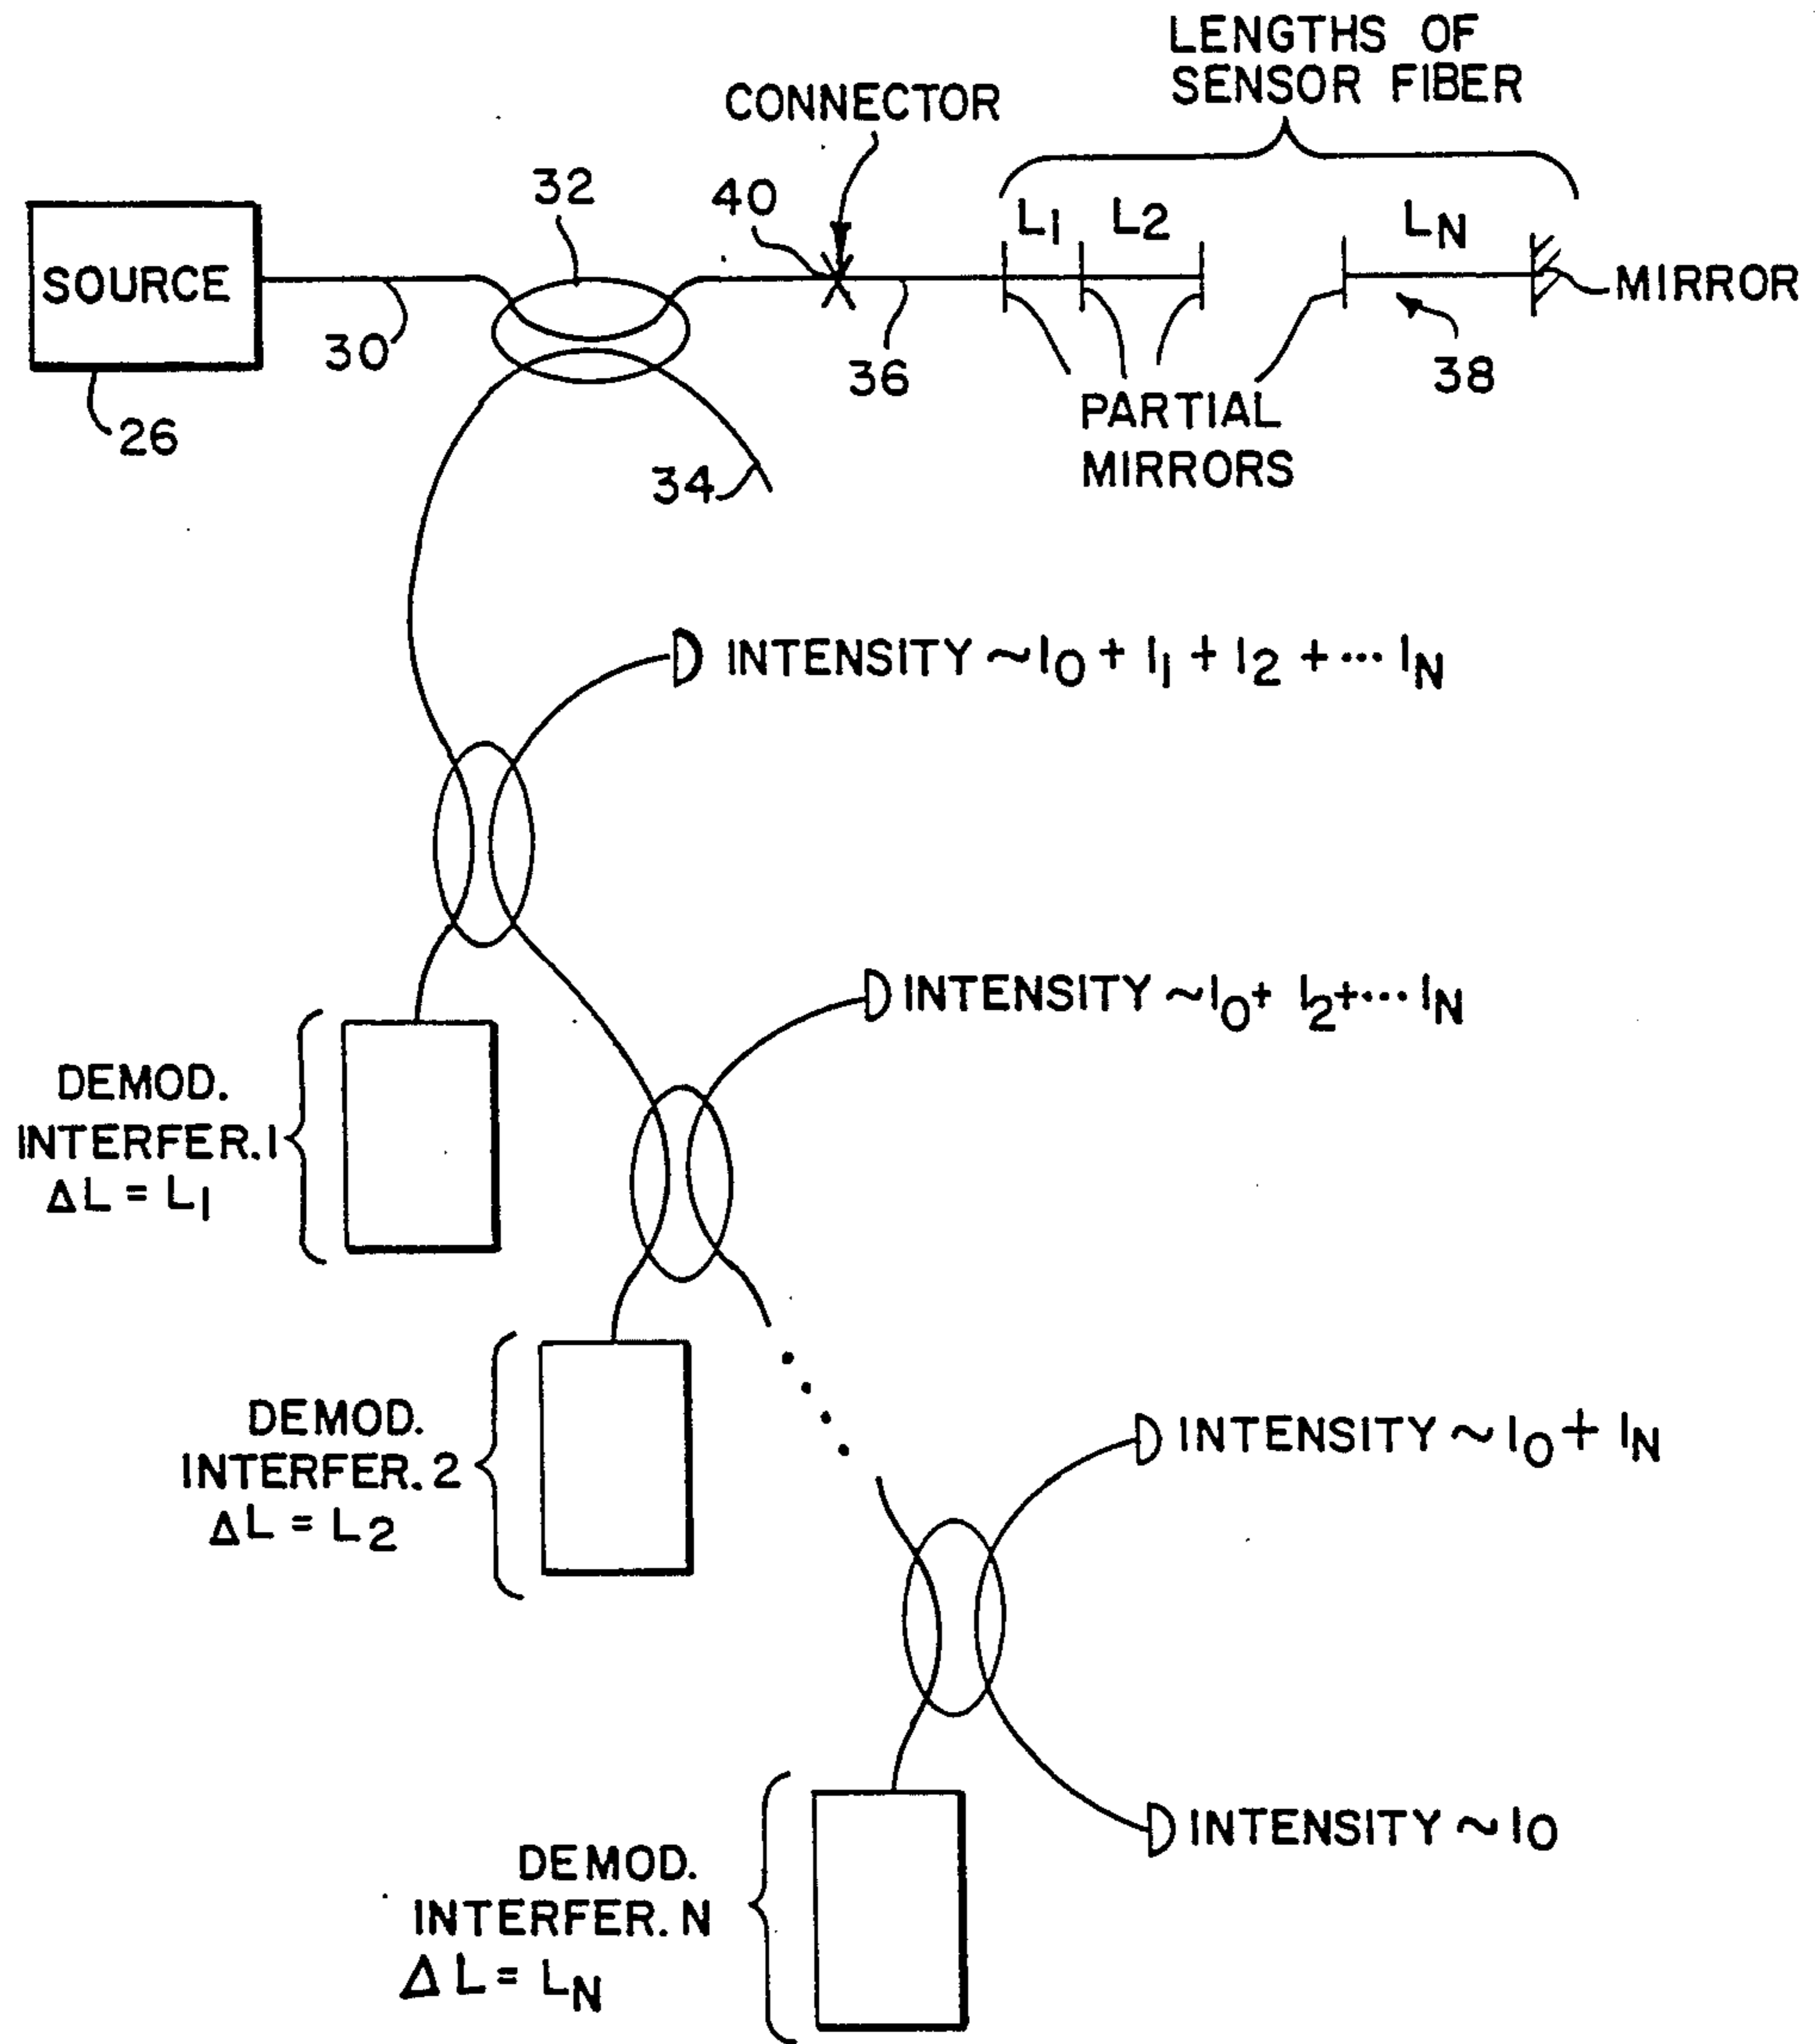 LENGTHS OF
SENSOR FIBER
CONNECTOR
32
40
L1
L2
LN
SOURCE
MIRROR
30
36
38
26
PARTIAL
MIRRORS
34
INTENSITY ~ I0 + I1 + I2 + ... IN
INTENSITY ~ I0 + I2 + ... IN
DEMOD.
INTERFER. 1
ΔL = L1
DEMOD.
INTERFER. 2
ΔL = L2
INTENSITY ~ I0 + IN
INTENSITY ~ I0
DEMOD.
INTERFER. N
ΔL = LN